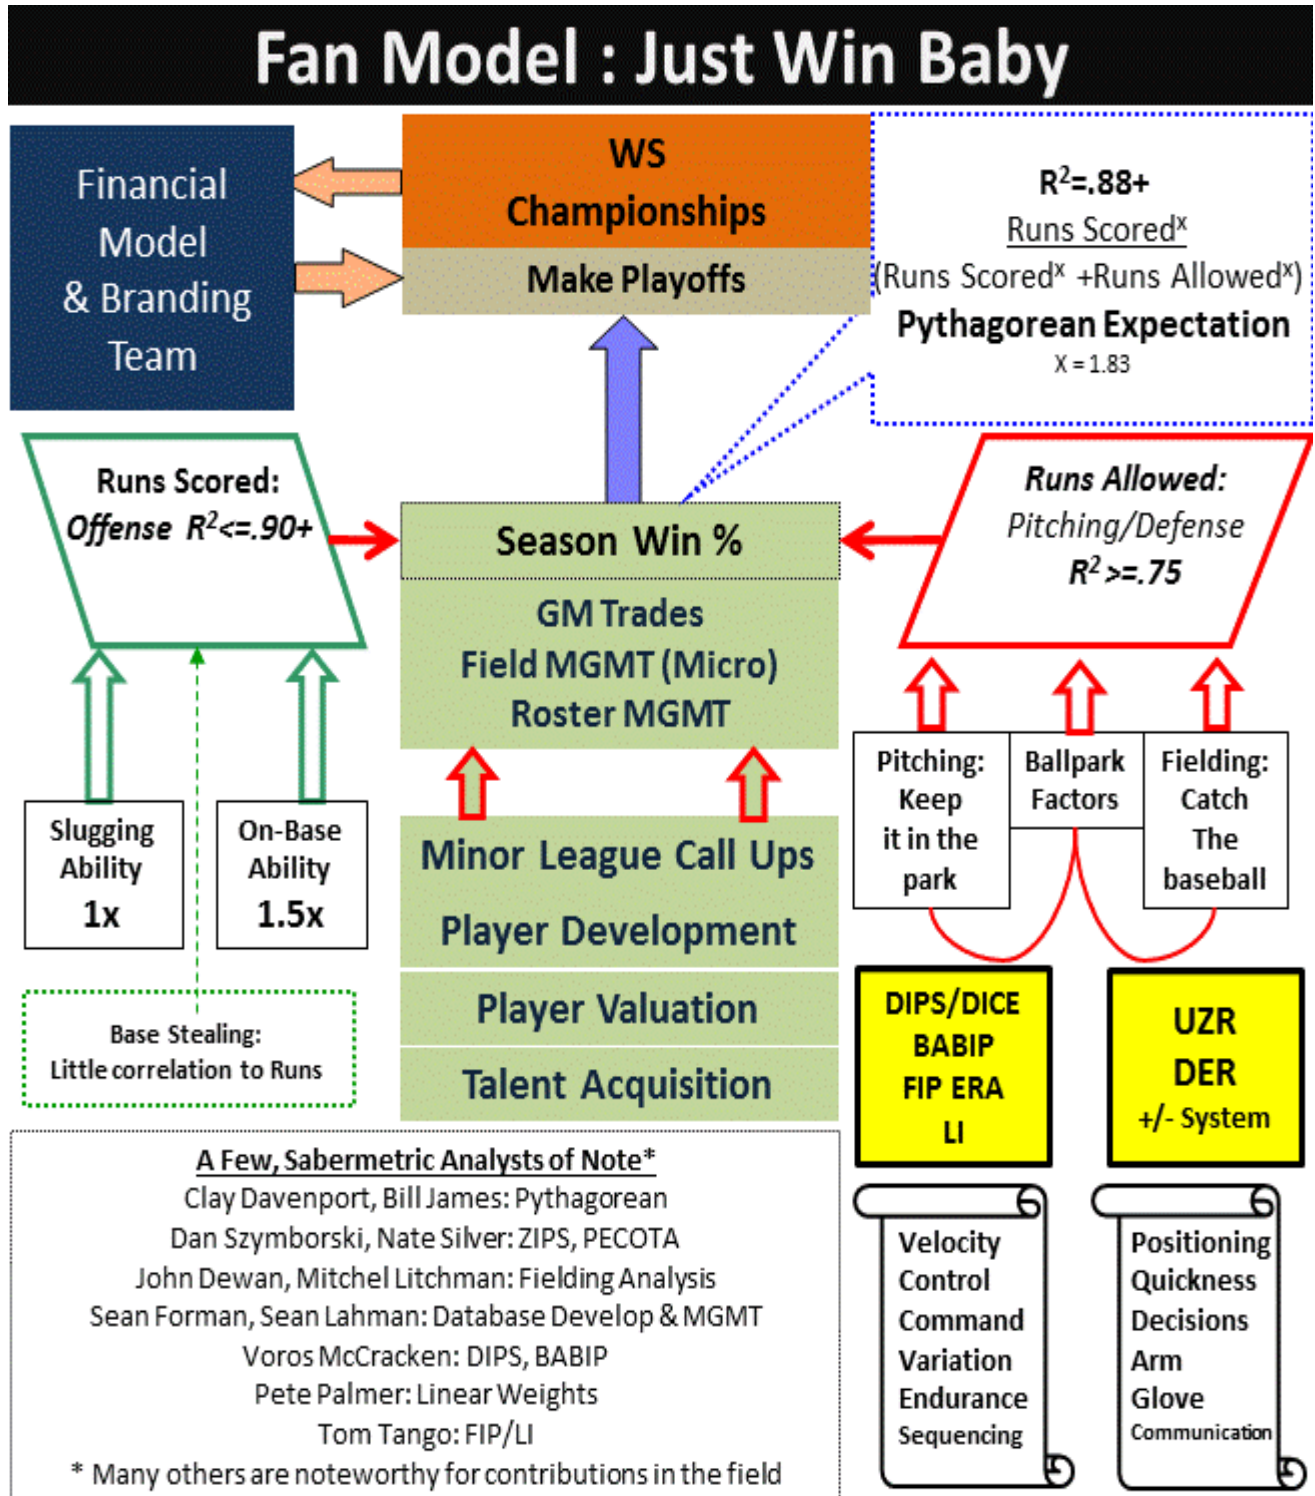 Fan Model : Just Win Baby
Financial
Model
& Branding
Team
WS
Championships
Make Playoffs
R²=.88+
Runs Scoredˣ
(Runs Scoredˣ +Runs Allowedˣ)
Pythagorean Expectation
X = 1.83
Runs Scored:
Offense R²<=.90+
Season Win %
GM Trades
Field MGMT (Micro)
Roster MGMT
Runs Allowed:
Pitching/Defense
R² >=.75
Slugging
Ability
1x
On-Base
Ability
1.5x
Base Stealing:
Little correlation to Runs
Minor League Call Ups
Player Development
Player Valuation
Talent Acquisition
Pitching:
Keep
it in the
park
Ballpark
Factors
Fielding:
Catch
The
baseball
DIPS/DICE
BABIP
FIP ERA
LI
UZR
DER
+/- System
A Few, Sabermetric Analysts of Note*
Clay Davenport, Bill James: Pythagorean
Dan Szymborski, Nate Silver: ZIPS, PECOTA
John Dewan, Mitchel Litchman: Fielding Analysis
Sean Forman, Sean Lahman: Database Develop & MGMT
Voros McCracken: DIPS, BABIP
Pete Palmer: Linear Weights
Tom Tango: FIP/LI
* Many others are noteworthy for contributions in the field
Velocity
Control
Command
Variation
Endurance
Sequencing
Positioning
Quickness
Decisions
Arm
Glove
Communication